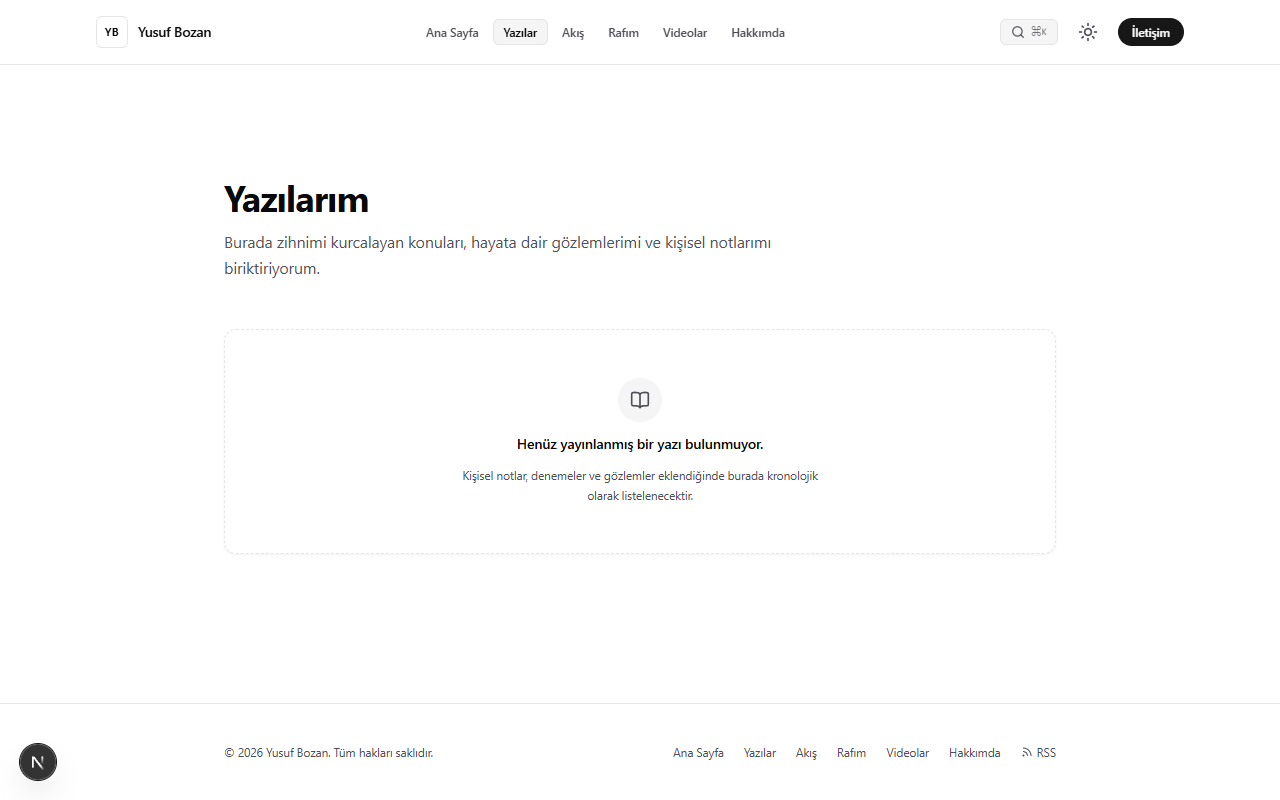 YB
Yusuf Bozan
Ana Sayfa
Yazılar
Akış
Rafım
Videolar
Hakkımda
⌘K
İletişim
Yazılarım
Burada zihnimi kurcalayan konuları, hayata dair gözlemlerimi ve kişisel notlarımı
biriktiriyorum.
Henüz yayınlanmış bir yazı bulunmuyor.
Kişisel notlar, denemeler ve gözlemler eklendiğinde burada kronolojik
olarak listelenecektir.
© 2026 Yusuf Bozan. Tüm hakları saklıdır.
Ana Sayfa
Yazılar
Akış
Rafım
Videolar
Hakkımda
RSS
N